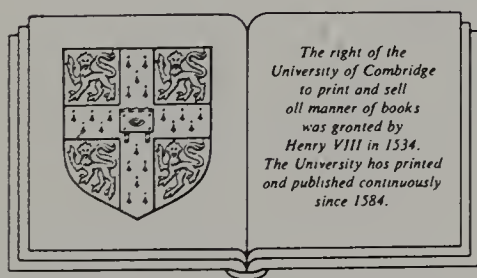 The right of the
University of Combridge
to print and sell
oll manner of books
was gronted by
Henry VIII in 1534.
The University hos printed
ond published continuously
since 1584.